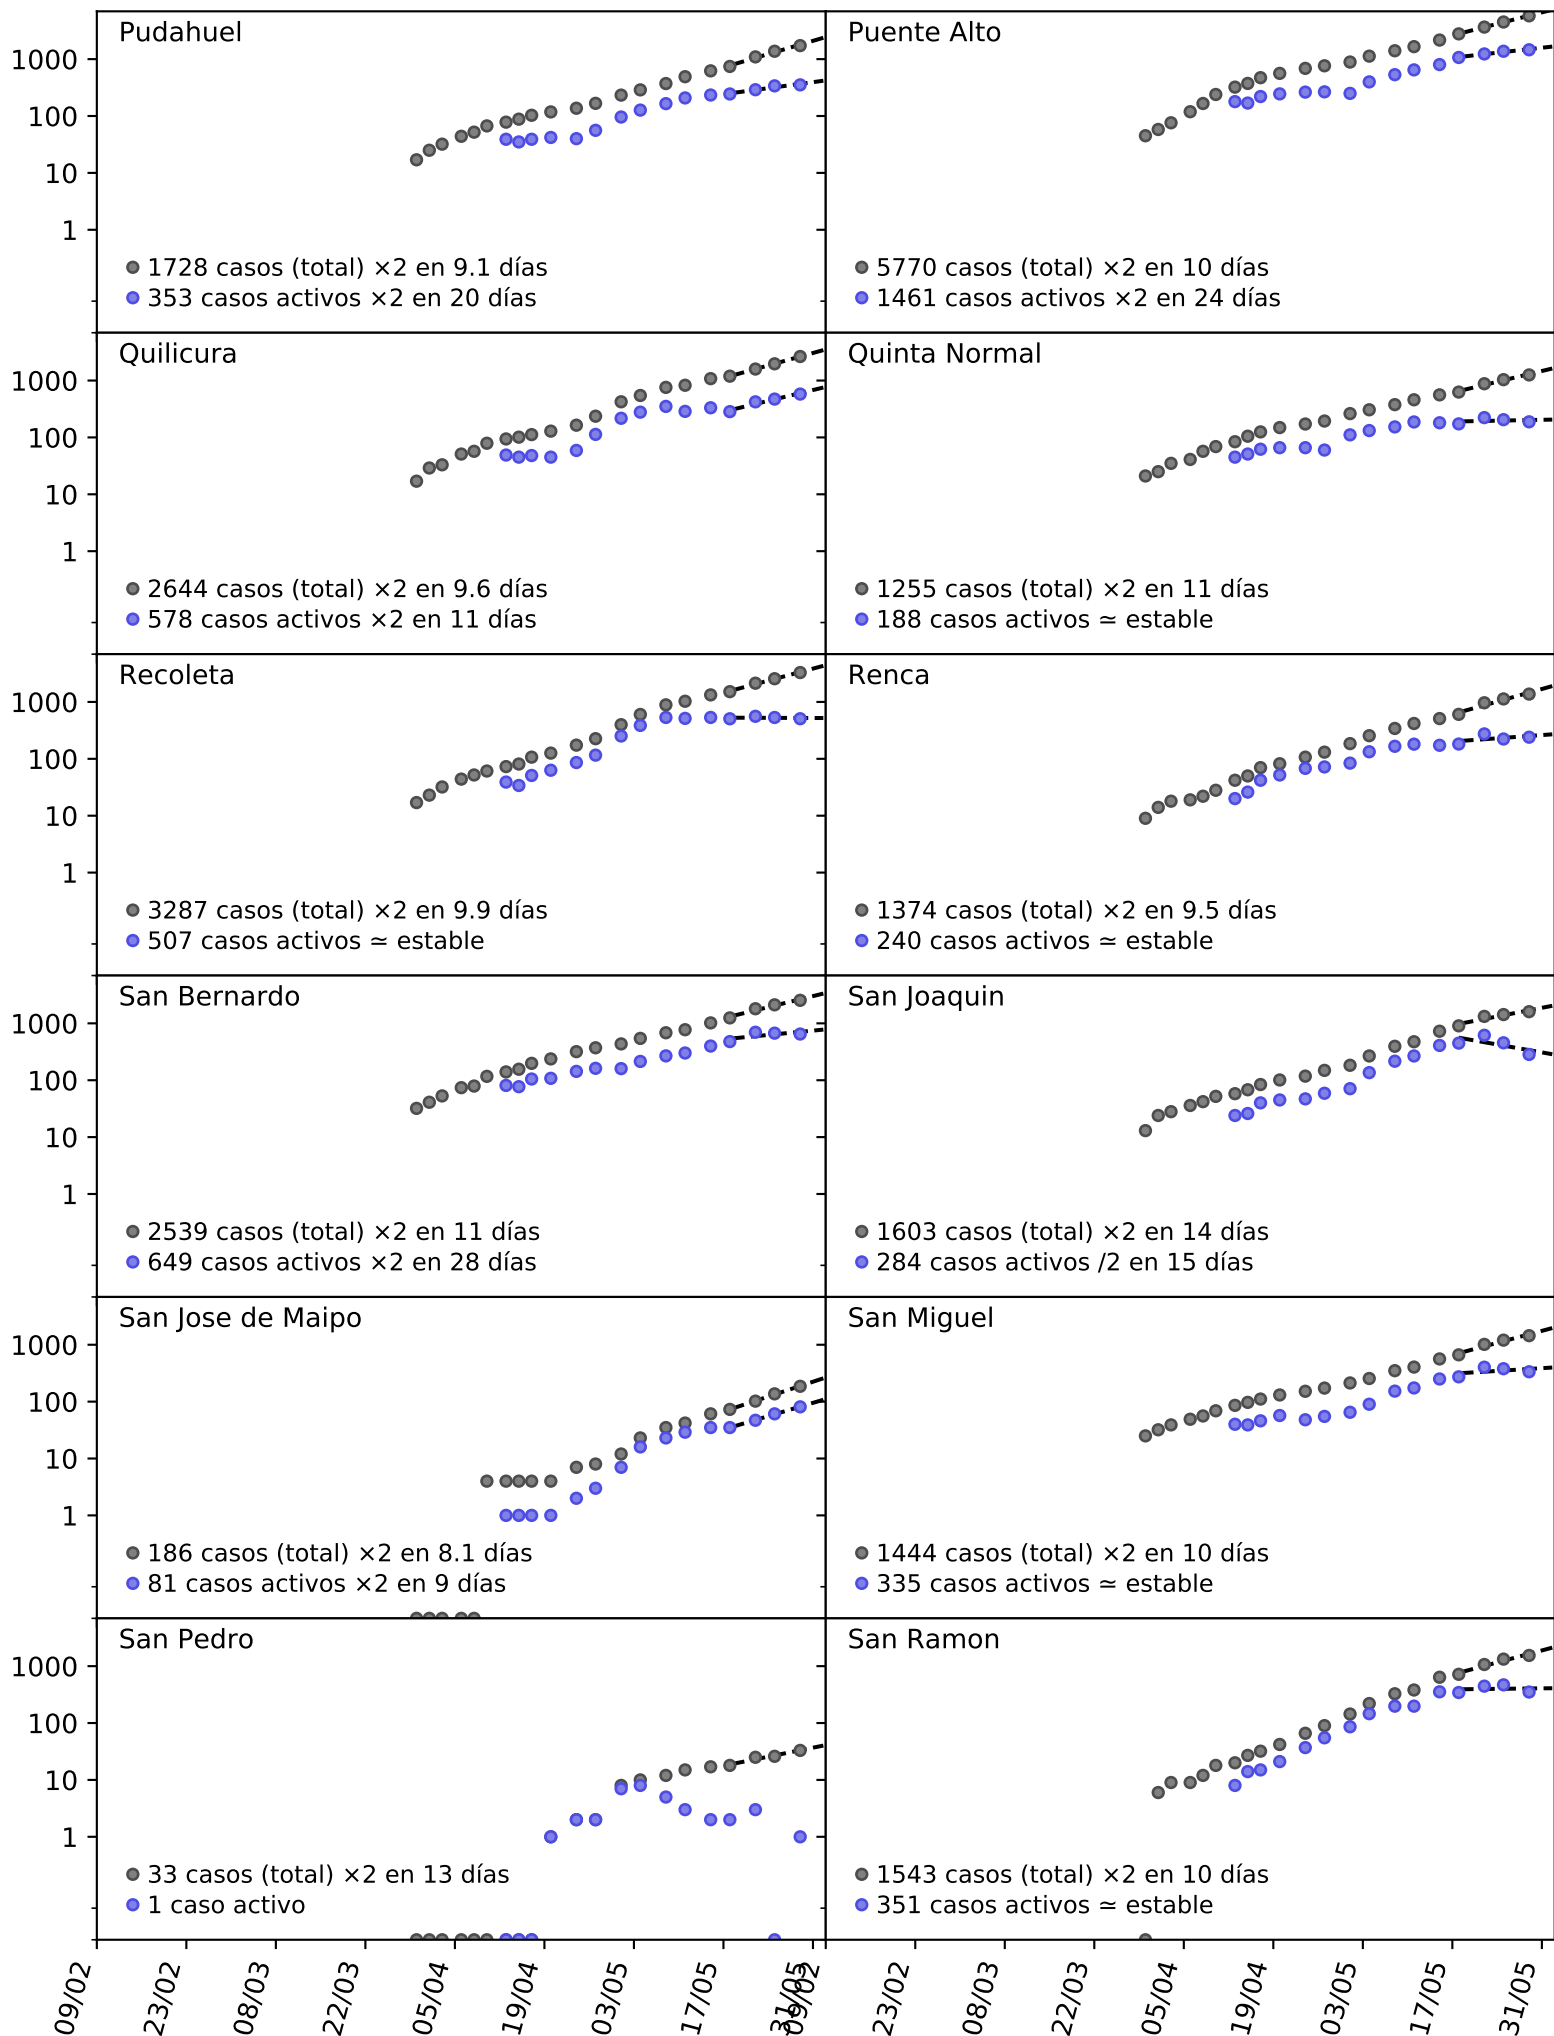 Pudahuel
Puente Alto
1000
100
10
1
1728 casos (total) ×2 en 9.1 días
353 casos activos ×2 en 20 días
5770 casos (total) ×2 en 10 días
1461 casos activos ×2 en 24 días
Quilicura
Quinta Normal
1000
100
10
1
2644 casos (total) ×2 en 9.6 días
578 casos activos ×2 en 11 días
1255 casos (total) ×2 en 11 días
188 casos activos ≃ estable
Recoleta
Renca
1000
100
10
1
3287 casos (total) ×2 en 9.9 días
507 casos activos ≃ estable
1374 casos (total) ×2 en 9.5 días
240 casos activos ≃ estable
San Bernardo
San Joaquin
1000
100
10
1
2539 casos (total) ×2 en 11 días
649 casos activos ×2 en 28 días
1603 casos (total) ×2 en 14 días
284 casos activos /2 en 15 días
San Jose de Maipo
San Miguel
1000
100
10
1
186 casos (total) ×2 en 8.1 días
81 casos activos ×2 en 9 días
1444 casos (total) ×2 en 10 días
335 casos activos ≃ estable
San Pedro
San Ramon
1000
100
10
1
33 casos (total) ×2 en 13 días
1 caso activo
1543 casos (total) ×2 en 10 días
351 casos activos ≃ estable
09/02
23/02
08/03
22/03
05/04
19/04
03/05
17/05
31/05
09/02
23/02
08/03
22/03
05/04
19/04
03/05
17/05
31/05